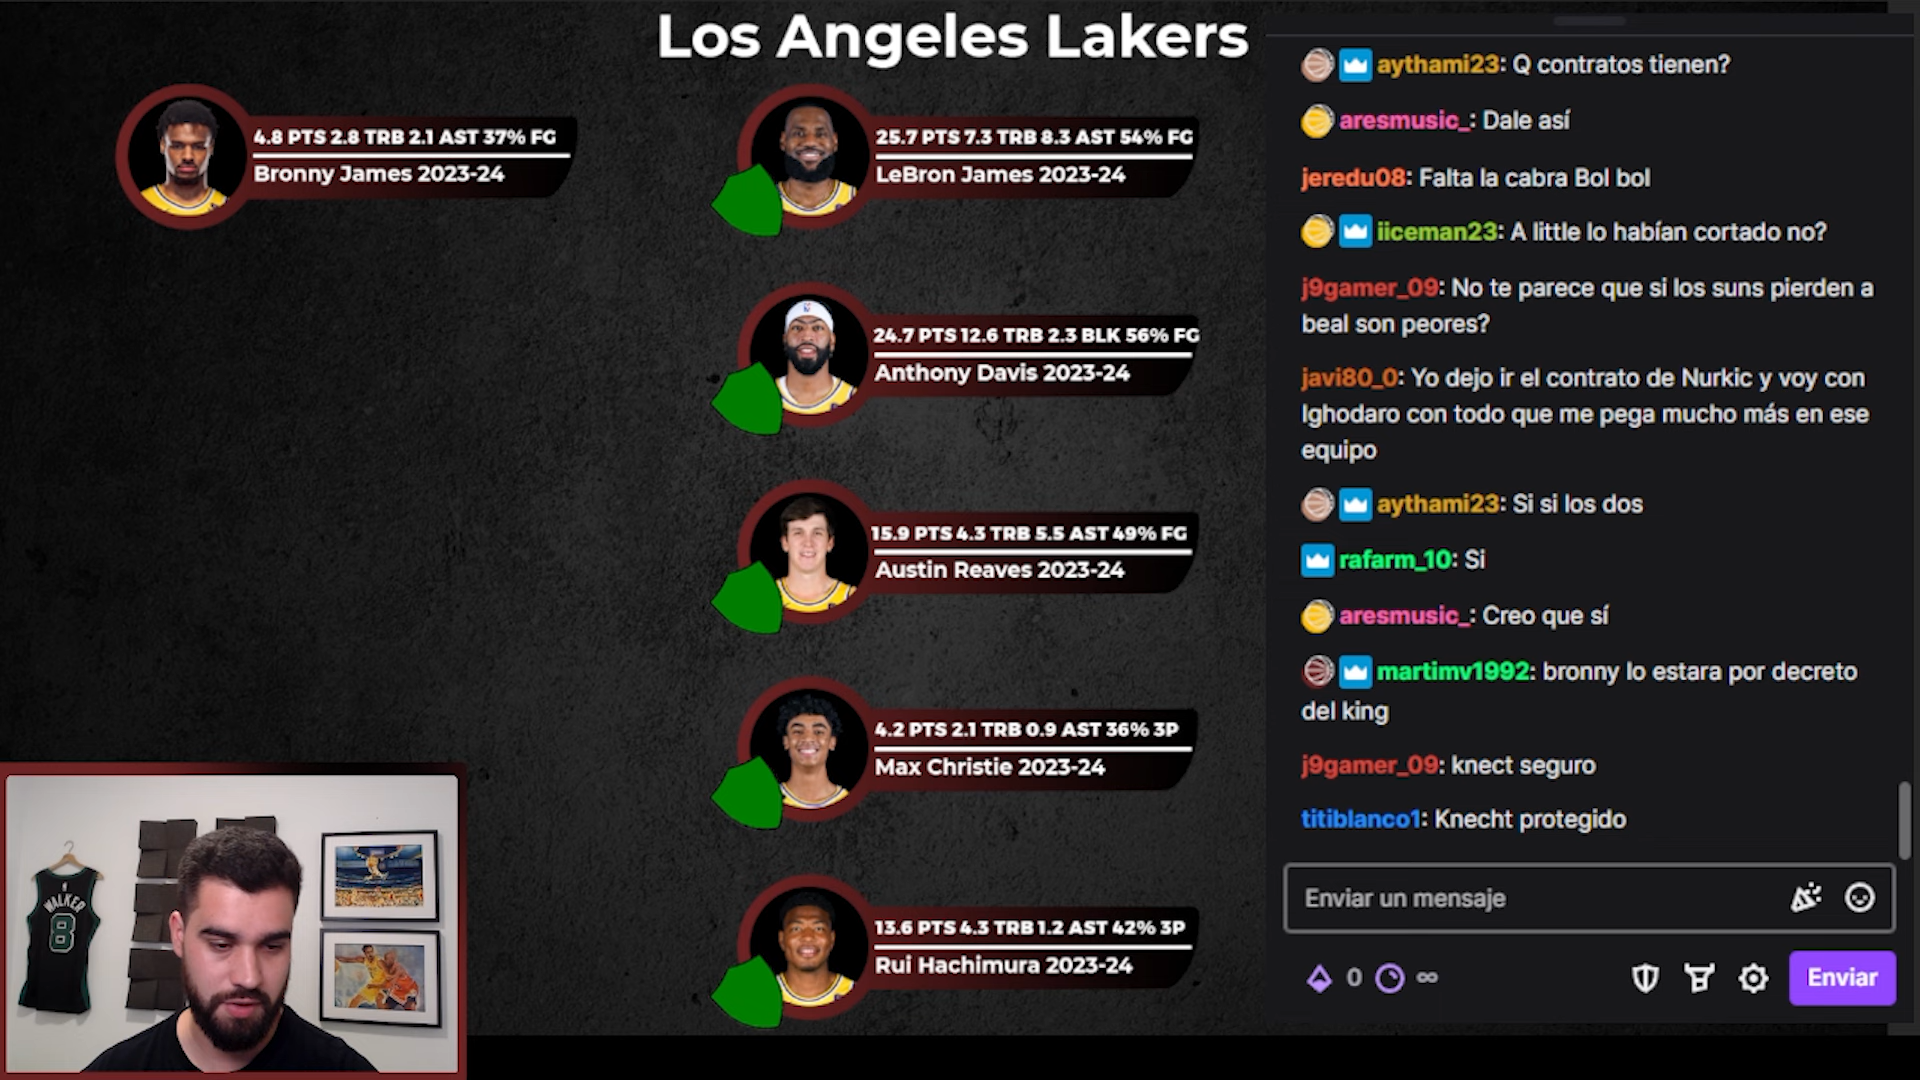 Los Angeles Lakers
4.8 PTS 2.8 TRB 2.1 AST 37% FG
Bronny James 2023-24
25.7 PTS 7.3 TRB 8.3 AST 54% FG
LeBron James 2023-24
24.7 PTS 12.6 TRB 2.3 BLK 56% FG
Anthony Davis 2023-24
15.9 PTS 4.3 TRB 5.5 AST 49% FG
Austin Reaves 2023-24
4.2 PTS 2.1 TRB 0.9 AST 36% 3P
Max Christie 2023-24
13.6 PTS 4.3 TRB 1.2 AST 42% 3P
Rui Hachimura 2023-24
WALKER
8
aythami23: Q contratos tienen?
aresmusic_: Dale así
jeredu08: Falta la cabra Bol bol
iiceman23: A little lo habían cortado no?
j9gamer_09: No te parece que si los suns pierden a
beal son peores?
javi80_0: Yo dejo ir el contrato de Nurkic y voy con
Ighodaro con todo que me pega mucho más en ese
equipo
aythami23: Si si los dos
rafarm_10: Si
aresmusic_: Creo que sí
martimv1992: bronny lo estara por decreto
del king
j9gamer_09: knect seguro
titiblanco1: Knecht protegido
Enviar un mensaje
0
∞
Enviar